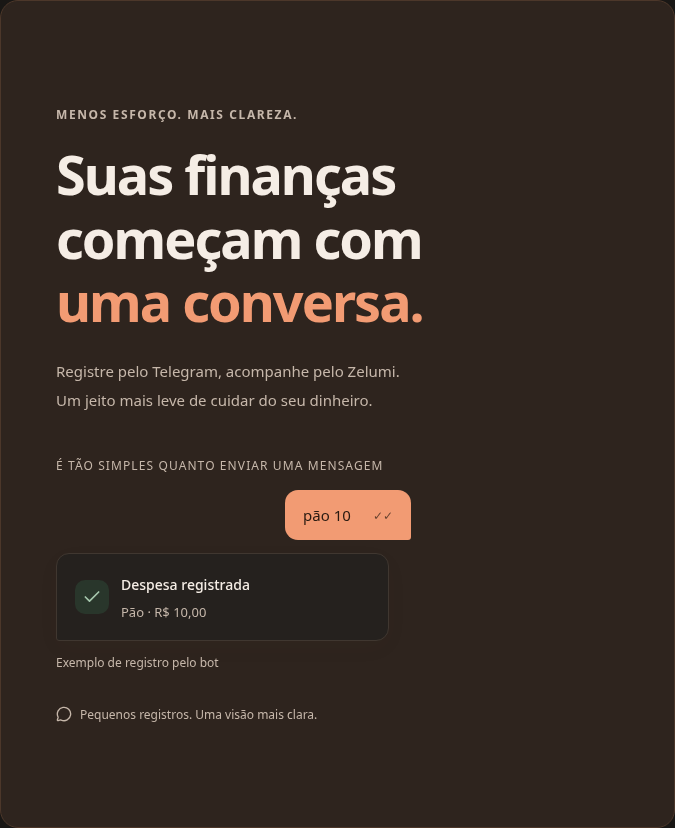 MENOS ESFORÇO. MAIS CLAREZA.
Suas finanças
começam com
uma conversa.
Registre pelo Telegram, acompanhe pelo Zelumi.
Um jeito mais leve de cuidar do seu dinheiro.
É TÃO SIMPLES QUANTO ENVIAR UMA MENSAGEM
pão 10 ✓✓
Despesa registrada
Pão · R$ 10,00
Exemplo de registro pelo bot
Pequenos registros. Uma visão mais clara.